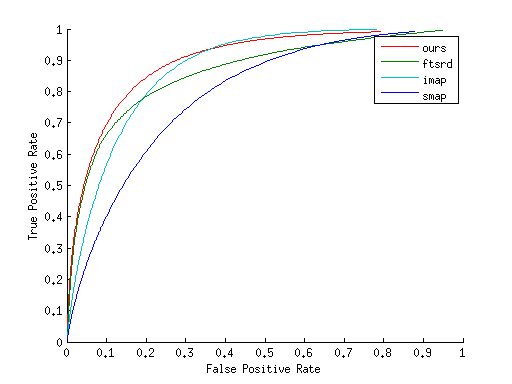 1
0.9
0.8
0.7
0.6
0.5
0.4
0.3
0.2
0.1
0
True Positive Rate
ours
ftsrd
imap
smap
0 0.1 0.2 0.3 0.4 0.5 0.6 0.7 0.8 0.9 1
False Positive Rate